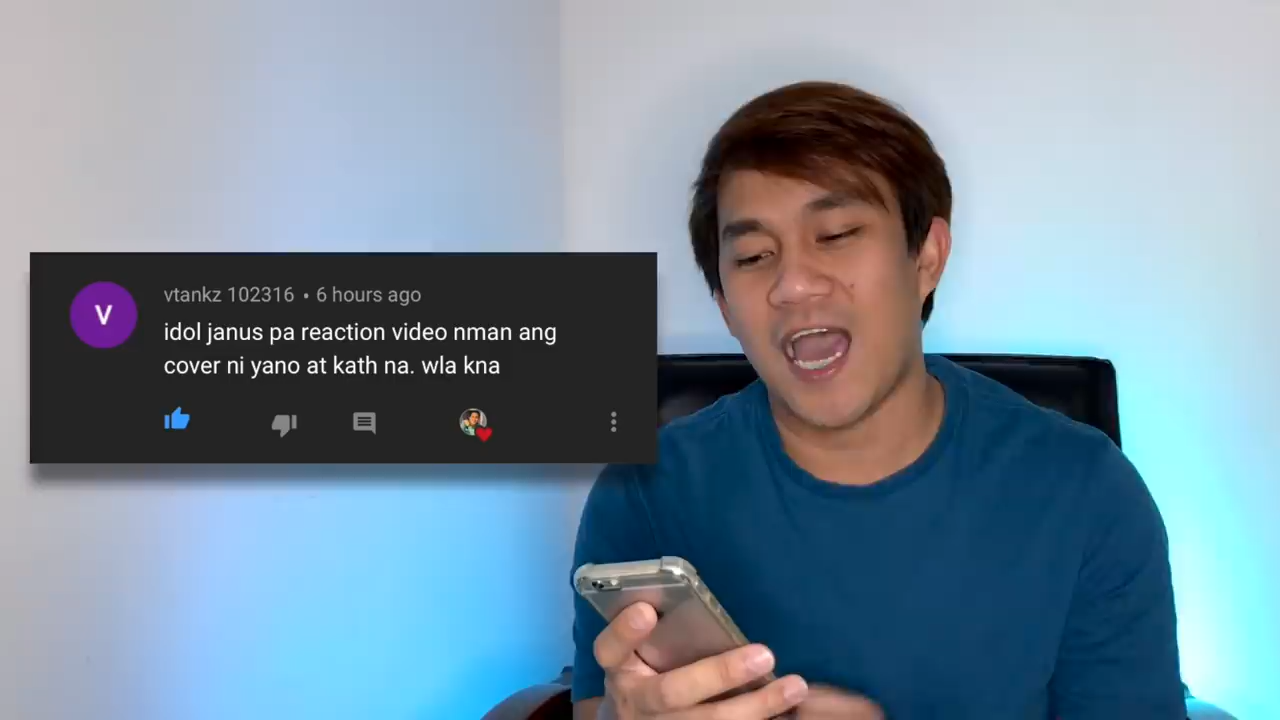 V
vtankz 102316 • 6 hours ago
idol janus pa reaction video nman ang
cover ni yano at kath na. wla kna